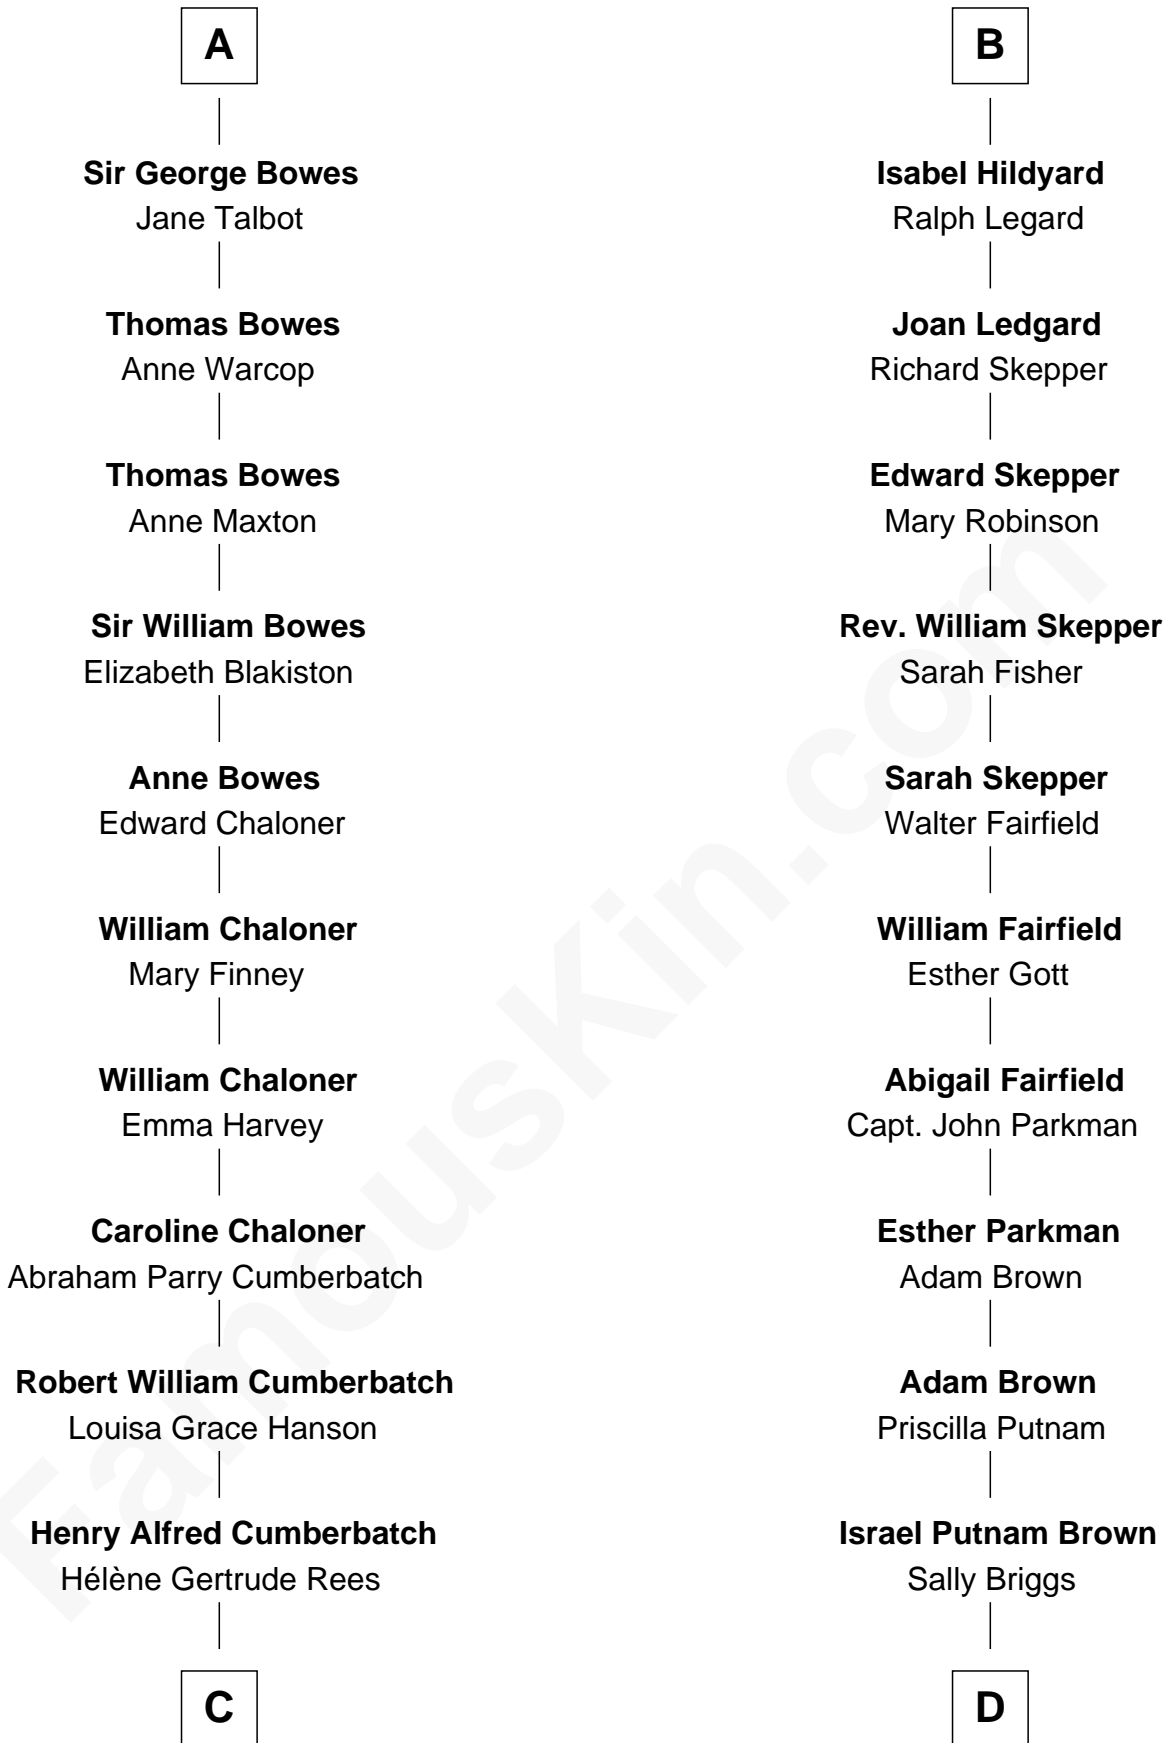 A
Sir George Bowes
Jane Talbot
Thomas Bowes
Anne Warcop
Thomas Bowes
Anne Maxton
Sir William Bowes
Elizabeth Blakiston
Anne Bowes
Edward Chaloner
William Chaloner
Mary Finney
William Chaloner
Emma Harvey
Caroline Chaloner
Abraham Parry Cumberbatch
Robert William Cumberbatch
Louisa Grace Hanson
Henry Alfred Cumberbatch
Hélène Gertrude Rees
C
B
Isabel Hildyard
Ralph Legard
Joan Ledgard
Richard Skepper
Edward Skepper
Mary Robinson
Rev. William Skepper
Sarah Fisher
Sarah Skepper
Walter Fairfield
William Fairfield
Esther Gott
Abigail Fairfield
Capt. John Parkman
Esther Parkman
Adam Brown
Adam Brown
Priscilla Putnam
Israel Putnam Brown
Sally Briggs
D
FamousKin.com